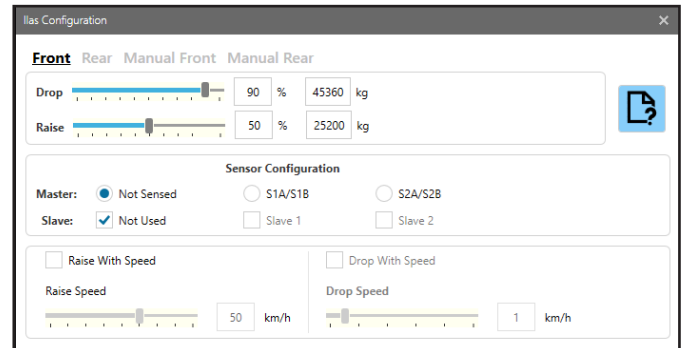 Ilas Configuration
Front Rear Manual Front Manual Rear
Drop 90 % 45360 kg
Raise 50 % 25200 kg
?
Sensor Configuration
Master: Not Sensed S1A/S1B S2A/S2B
Slave: Not Used Slave 1 Slave 2
Raise With Speed Drop With Speed
Raise Speed Drop Speed
50 km/h 1 km/h